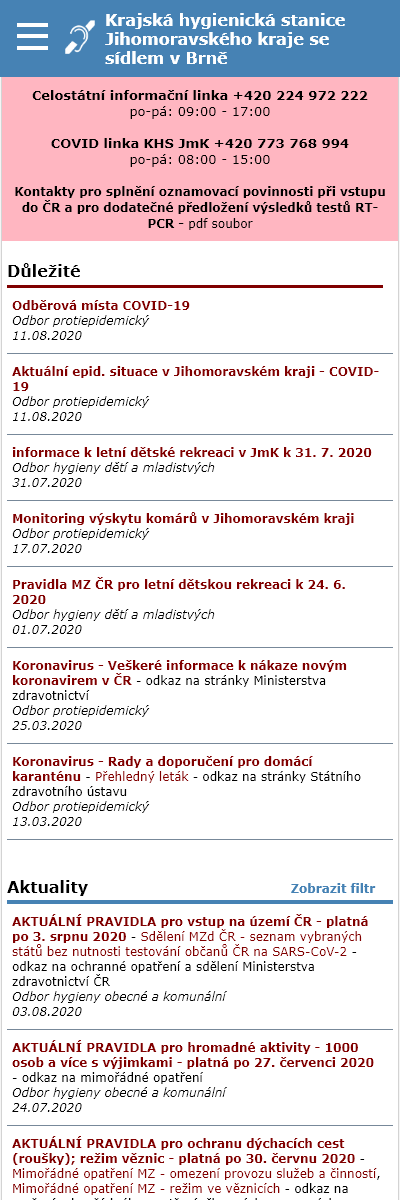 Krajská hygienická stanice
Jihomoravského kraje se
sídlem v Brně
Celostátní informační linka +420 224 972 222
po-pá: 09:00 - 17:00
COVID linka KHS JmK +420 773 768 994
po-pá: 08:00 - 15:00
Kontakty pro splnění oznamovací povinnosti při vstupu
do ČR a pro dodatečné předložení výsledků testů RT-
PCR - pdf soubor
Důležité
Odběrová místa COVID-19
Odbor protiepidemický
11.08.2020
Aktuální epid. situace v Jihomoravském kraji - COVID-
19
Odbor protiepidemický
11.08.2020
informace k letní dětské rekreaci v JmK k 31. 7. 2020
Odbor hygieny dětí a mladistvých
31.07.2020
Monitoring výskytu komárů v Jihomoravském kraji
Odbor protiepidemický
17.07.2020
Pravidla MZ ČR pro letní dětskou rekreaci k 24. 6.
2020
Odbor hygieny dětí a mladistvých
01.07.2020
Koronavirus - Veškeré informace k nákaze novým
koronavirem v ČR - odkaz na stránky Ministerstva
zdravotnictví
Odbor protiepidemický
25.03.2020
Koronavirus - Rady a doporučení pro domácí
karanténu - Přehledný leták - odkaz na stránky Státního
zdravotního ústavu
Odbor protiepidemický
13.03.2020
Aktuality Zobrazit filtr
AKTUÁLNÍ PRAVIDLA pro vstup na území ČR - platná
po 3. srpnu 2020 - Sdělení MZd ČR - seznam vybraných
států bez nutnosti testování občanů ČR na SARS-CoV-2 -
odkaz na ochranné opatření a sdělení Ministerstva
zdravotnictví ČR
Odbor hygieny obecné a komunální
03.08.2020
AKTUÁLNÍ PRAVIDLA pro hromadné aktivity - 1000
osob a více s výjimkami - platná po 27. červenci 2020
- odkaz na mimořádné opatření
Odbor hygieny obecné a komunální
24.07.2020
AKTUÁLNÍ PRAVIDLA pro ochranu dýchacích cest
(roušky); režim věznic - platná po 30. červnu 2020 -
Mimořádné opatření MZ - omezení provozu služeb a činností,
Mimořádné opatření MZ - režim ve věznicích - odkaz na